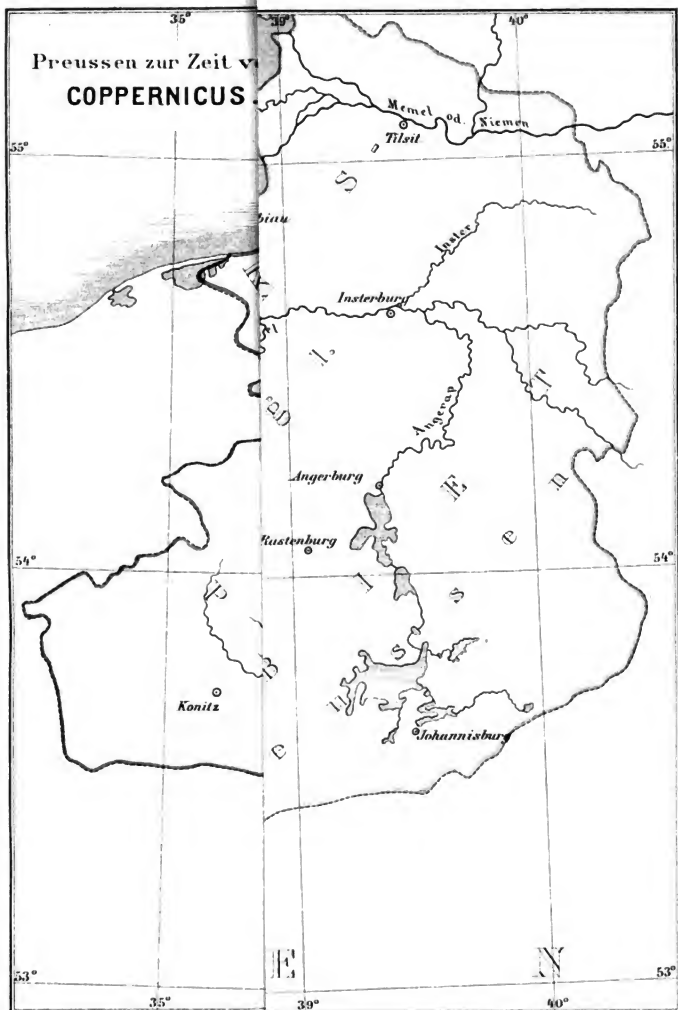 35° 39° 40°
Preussen zur Zeit v
COPPERNICUS
Memel od. Niemen
Tilsit
55° 55°
S
biau
Inster
Insterburg
l.
T
Angerap
Angerburg
E n
Rastenburg
e
54° 54°
P l s
B s
Konitz
u
Johannisburg
e
E N
53° 53°
35° 39° 40°